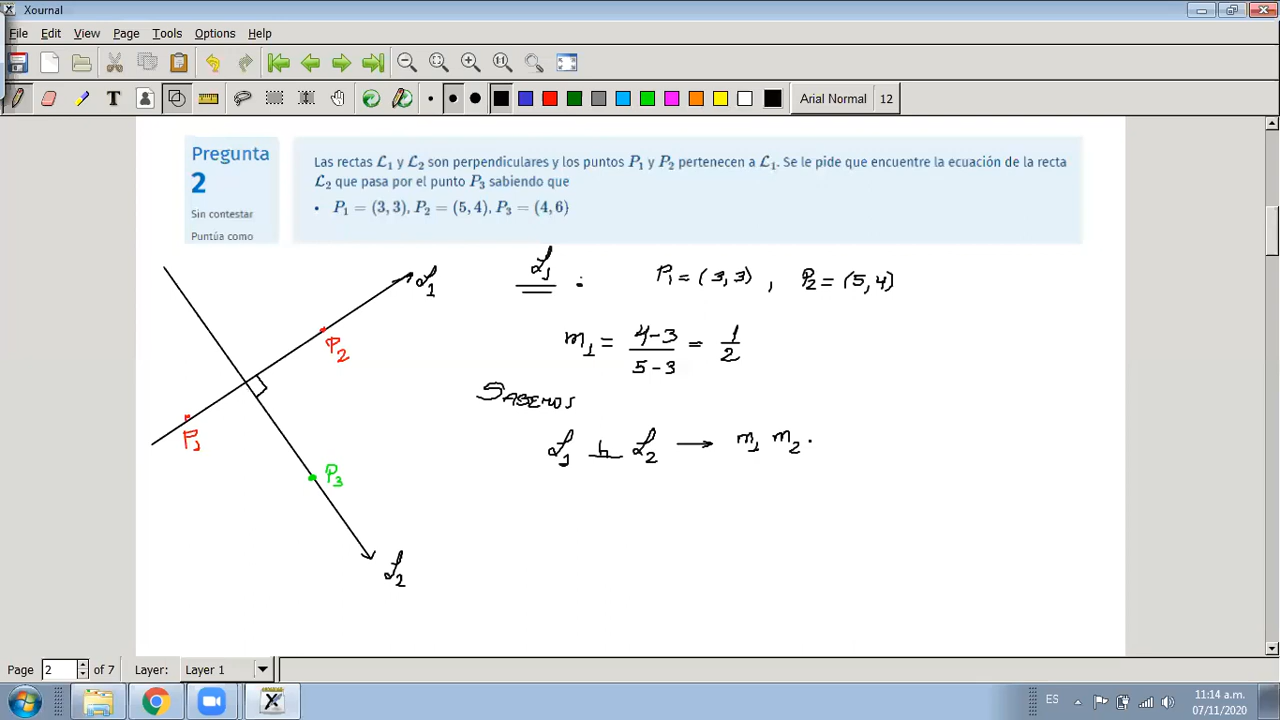 Xournal
File Edit View Page Tools Options Help
Arial Normal 12
Pregunta
2
Sin contestar
Puntúa como
Las rectas ℒ₁ y ℒ₂ son perpendiculares y los puntos P₁ y P₂ pertenecen a ℒ₁. Se le pide que encuentre la ecuación de la recta
ℒ₂ que pasa por el punto P₃ sabiendo que
• P₁ = (3, 3), P₂ = (5, 4), P₃ = (4, 6)
ℒ₁ : P₁ = (3,3) , P₂ = (5,4)
m₁ = (4-3)/(5-3) = 1/2
SABEMOS
ℒ₁ ⊥ ℒ₂ → m₁ m₂ .
ℒ₁
P₂
P₁
P₃
ℒ₂
Page 2 of 7 Layer: Layer 1
ES
11:14 a.m.
07/11/2020